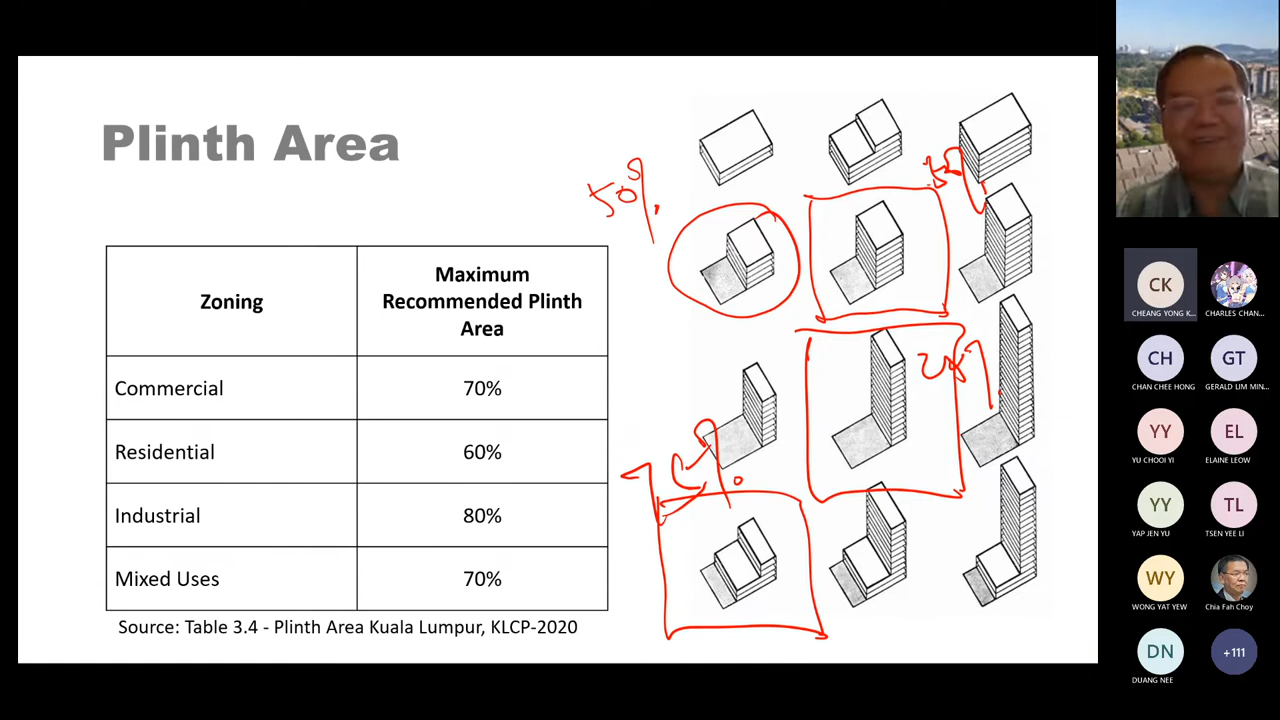 Plinth Area
50%
Zoning
Maximum
Recommended Plinth
Area
Commercial
70%
Residential
60%
Industrial
80%
Mixed Uses
70%
Source: Table 3.4 - Plinth Area Kuala Lumpur, KLCP-2020
CK
CHEANG YONG K...
CHARLES CHAN...
CH
CHAN CHEE HONG
GT
GERALD LIM MIN...
YY
YU CHOOI YI
EL
ELAINE LEOW
YY
YAP JEN YU
TL
TSEN YEE LI
WY
WONG YAT YEW
Chia Fah Choy
DN
DUANG NEE
+111